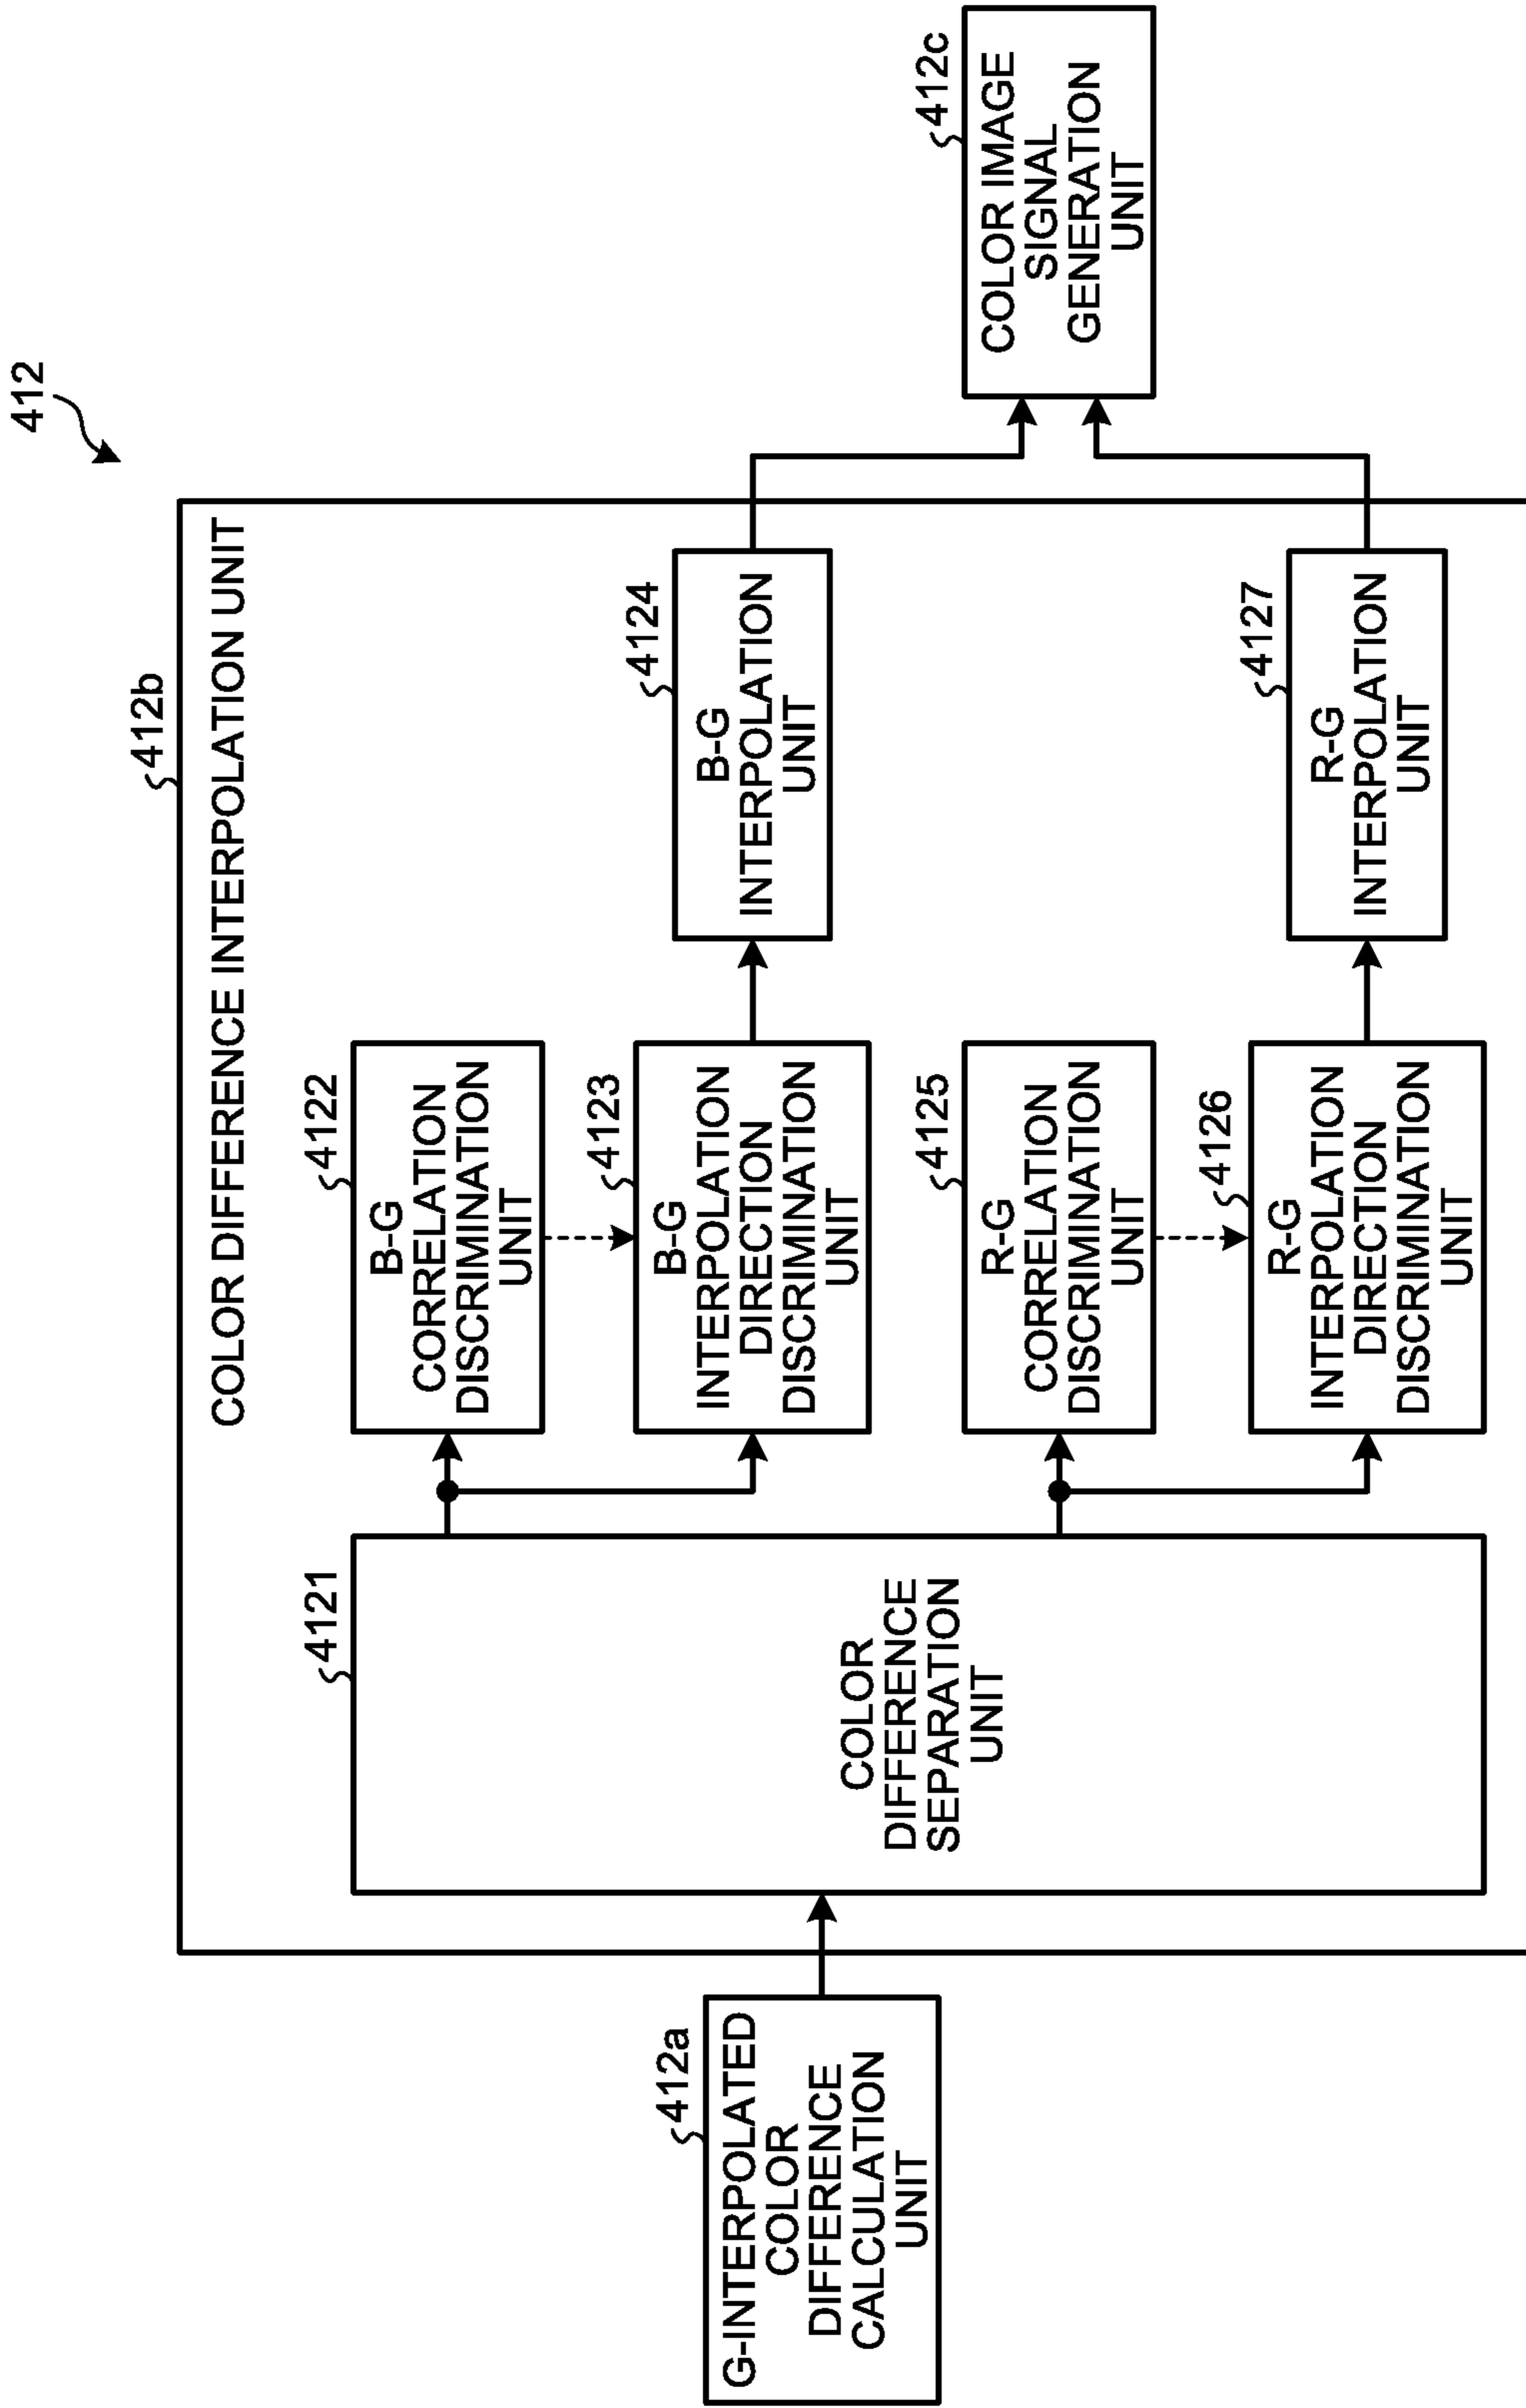 412
412b
COLOR DIFFERENCE INTERPOLATION UNIT
412a
G-INTERPOLATED
COLOR
DIFFERENCE
CALCULATION
UNIT
4121
COLOR
DIFFERENCE
SEPARATION
UNIT
4122
B-G
CORRELATION
DISCRIMINATION
UNIT
4123
B-G
INTERPOLATION
DIRECTION
DISCRIMINATION
UNIT
4124
B-G
INTERPOLATION
UNIT
4125
R-G
CORRELATION
DISCRIMINATION
UNIT
4126
R-G
INTERPOLATION
DIRECTION
DISCRIMINATION
UNIT
4127
R-G
INTERPOLATION
UNIT
412c
COLOR IMAGE
SIGNAL
GENERATION
UNIT